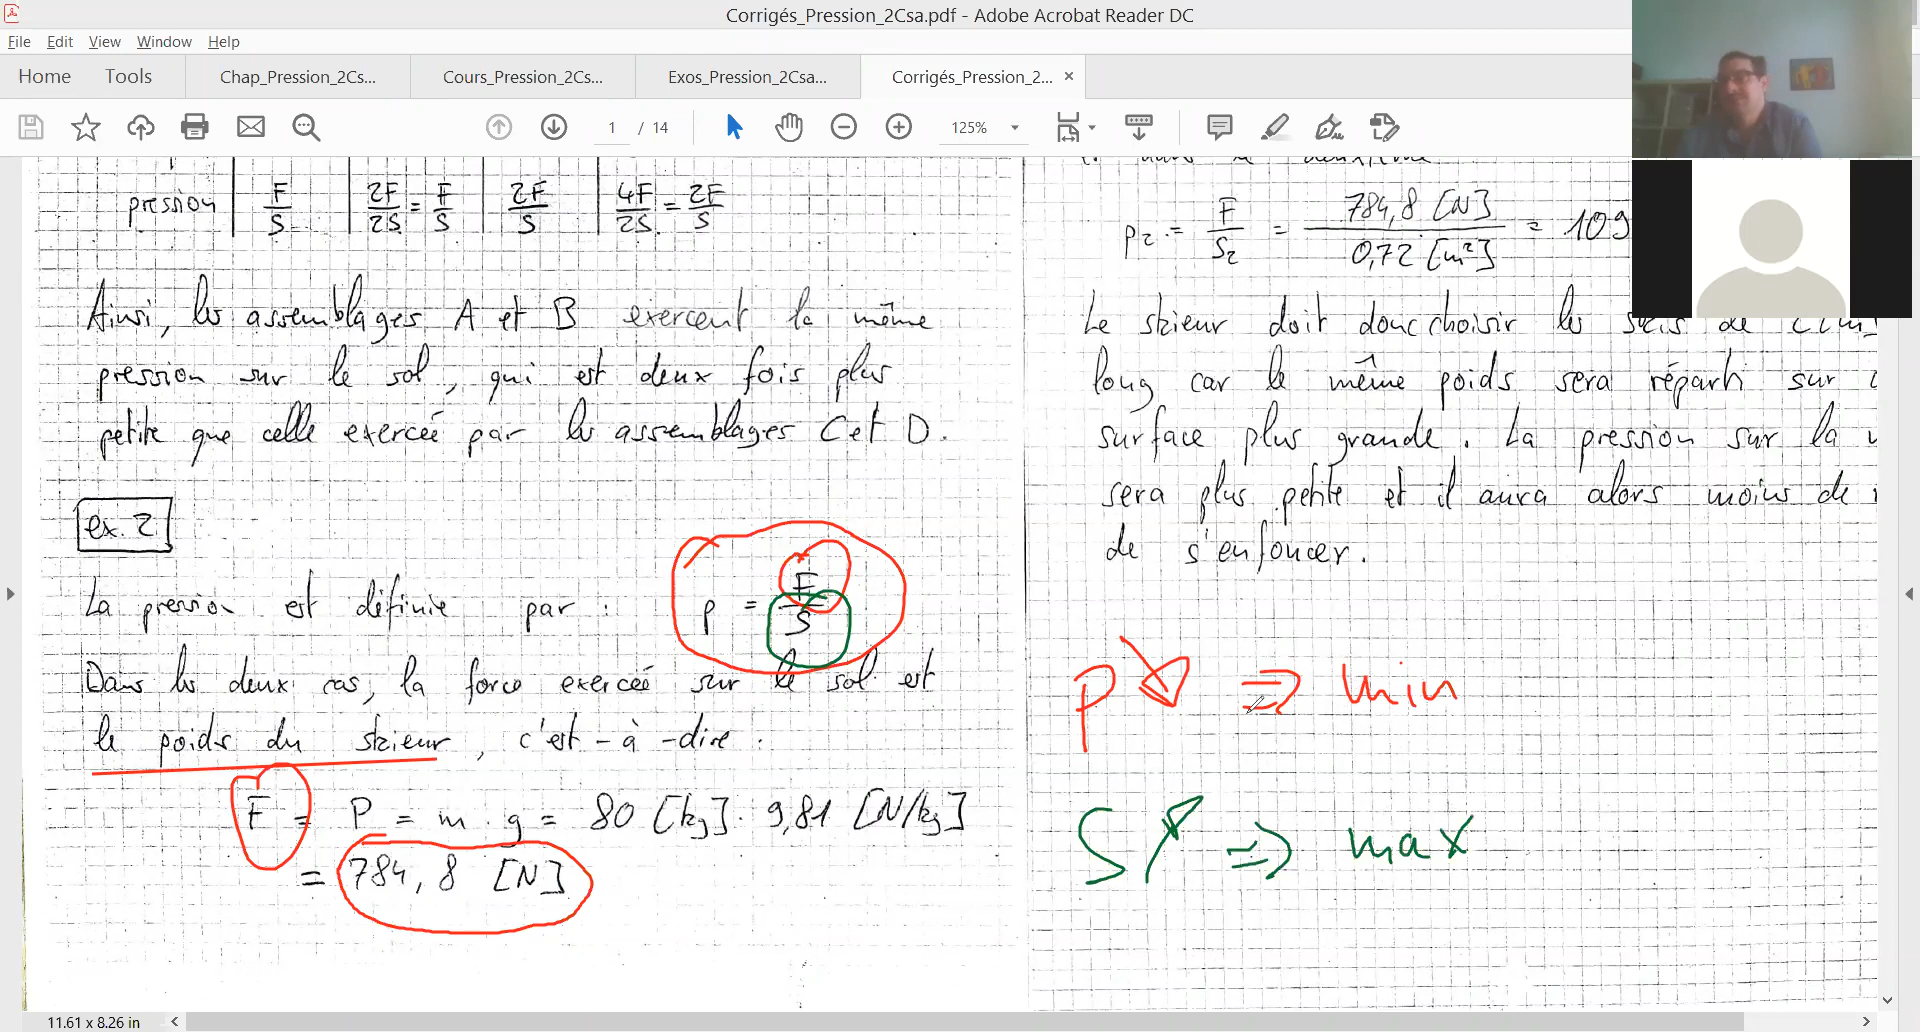 Corrigés_Pression_2Csa.pdf - Adobe Acrobat Reader DC
File Edit View Window Help
Home Tools Chap_Pression_2Cs... Cours_Pression_2Cs... Exos_Pression_2Csa... Corrigés_Pression_2... ×
1 / 14 125%
pression | F/S | 2F/2S = F/S | 2F/S | 4F/2S = 2F/S
Ainsi, les assemblages A et B exercent la même
pression sur le sol, qui est deux fois plus
petite que celle exercée par les assemblages C et D.
ex. 2
La pression est définie par : p = F/S
Dans les deux cas, la force exercée sur le sol est
le poids du skieur, c'est-à-dire :
F = P = m · g = 80 [kg] · 9,81 [N/kg]
= 784,8 [N]
p2 = F/S2 = 784,8 [N]/0,72 [m²] = 109
Le skieur doit donc choisir les skis de
long car le même poids sera réparti sur
surface plus grande. La pression sur la
sera plus petite et il aura alors moins de
de s'enfoncer.
P ↘ ⇒ min
S ↗ ⇒ max
11.61 x 8.26 in